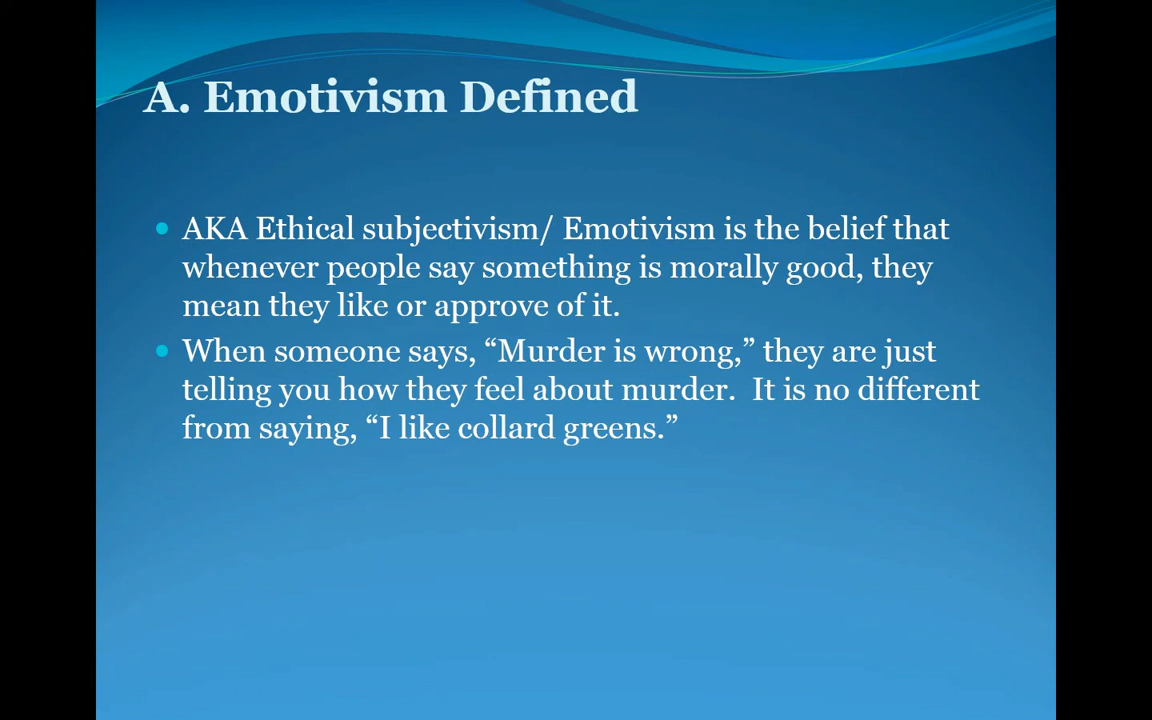 A. Emotivism Defined
AKA Ethical subjectivism/ Emotivism is the belief that
whenever people say something is morally good, they
mean they like or approve of it.
When someone says, “Murder is wrong,” they are just
telling you how they feel about murder.  It is no different
from saying, “I like collard greens.”